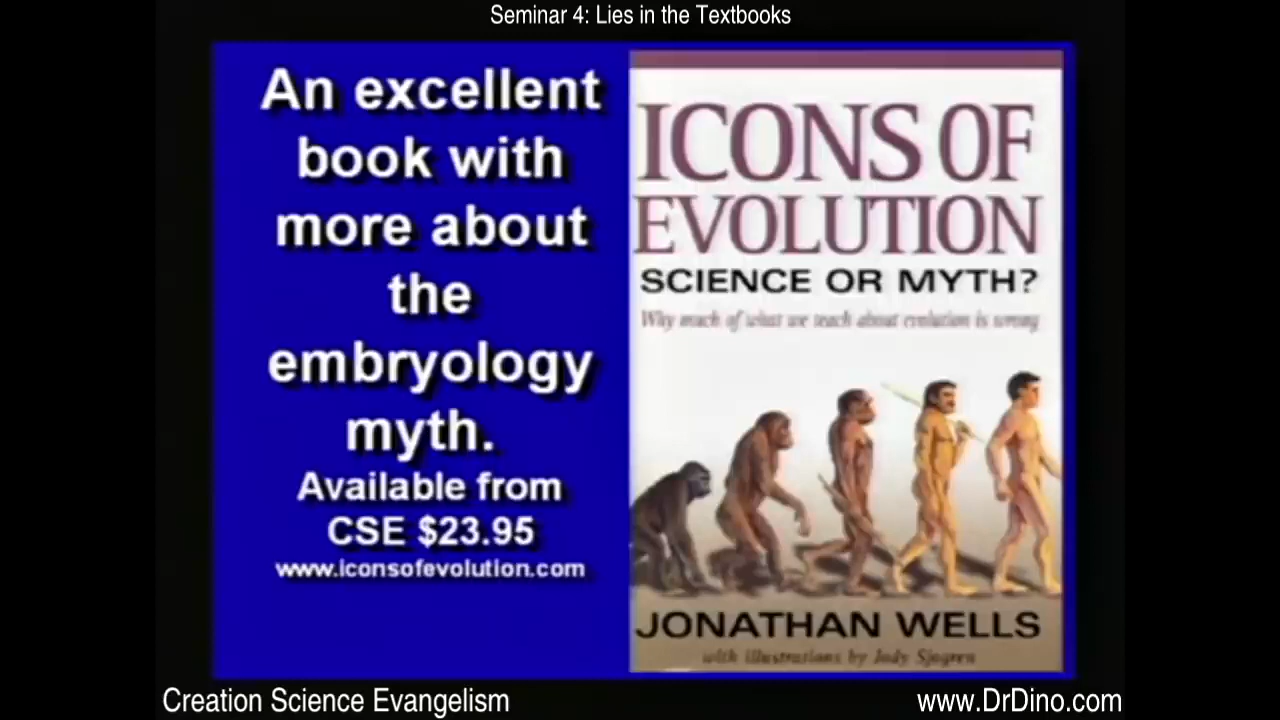 Seminar 4: Lies in the Textbooks
An excellent
book with
more about
the
embryology
myth.
Available from
CSE $23.95
www.iconsofevolution.com
ICONS OF
EVOLUTION
SCIENCE OR MYTH?
Why much of what we teach about evolution is wrong
JONATHAN WELLS
with illustrations by Jody Sjogren
Creation Science Evangelism
www.DrDino.com